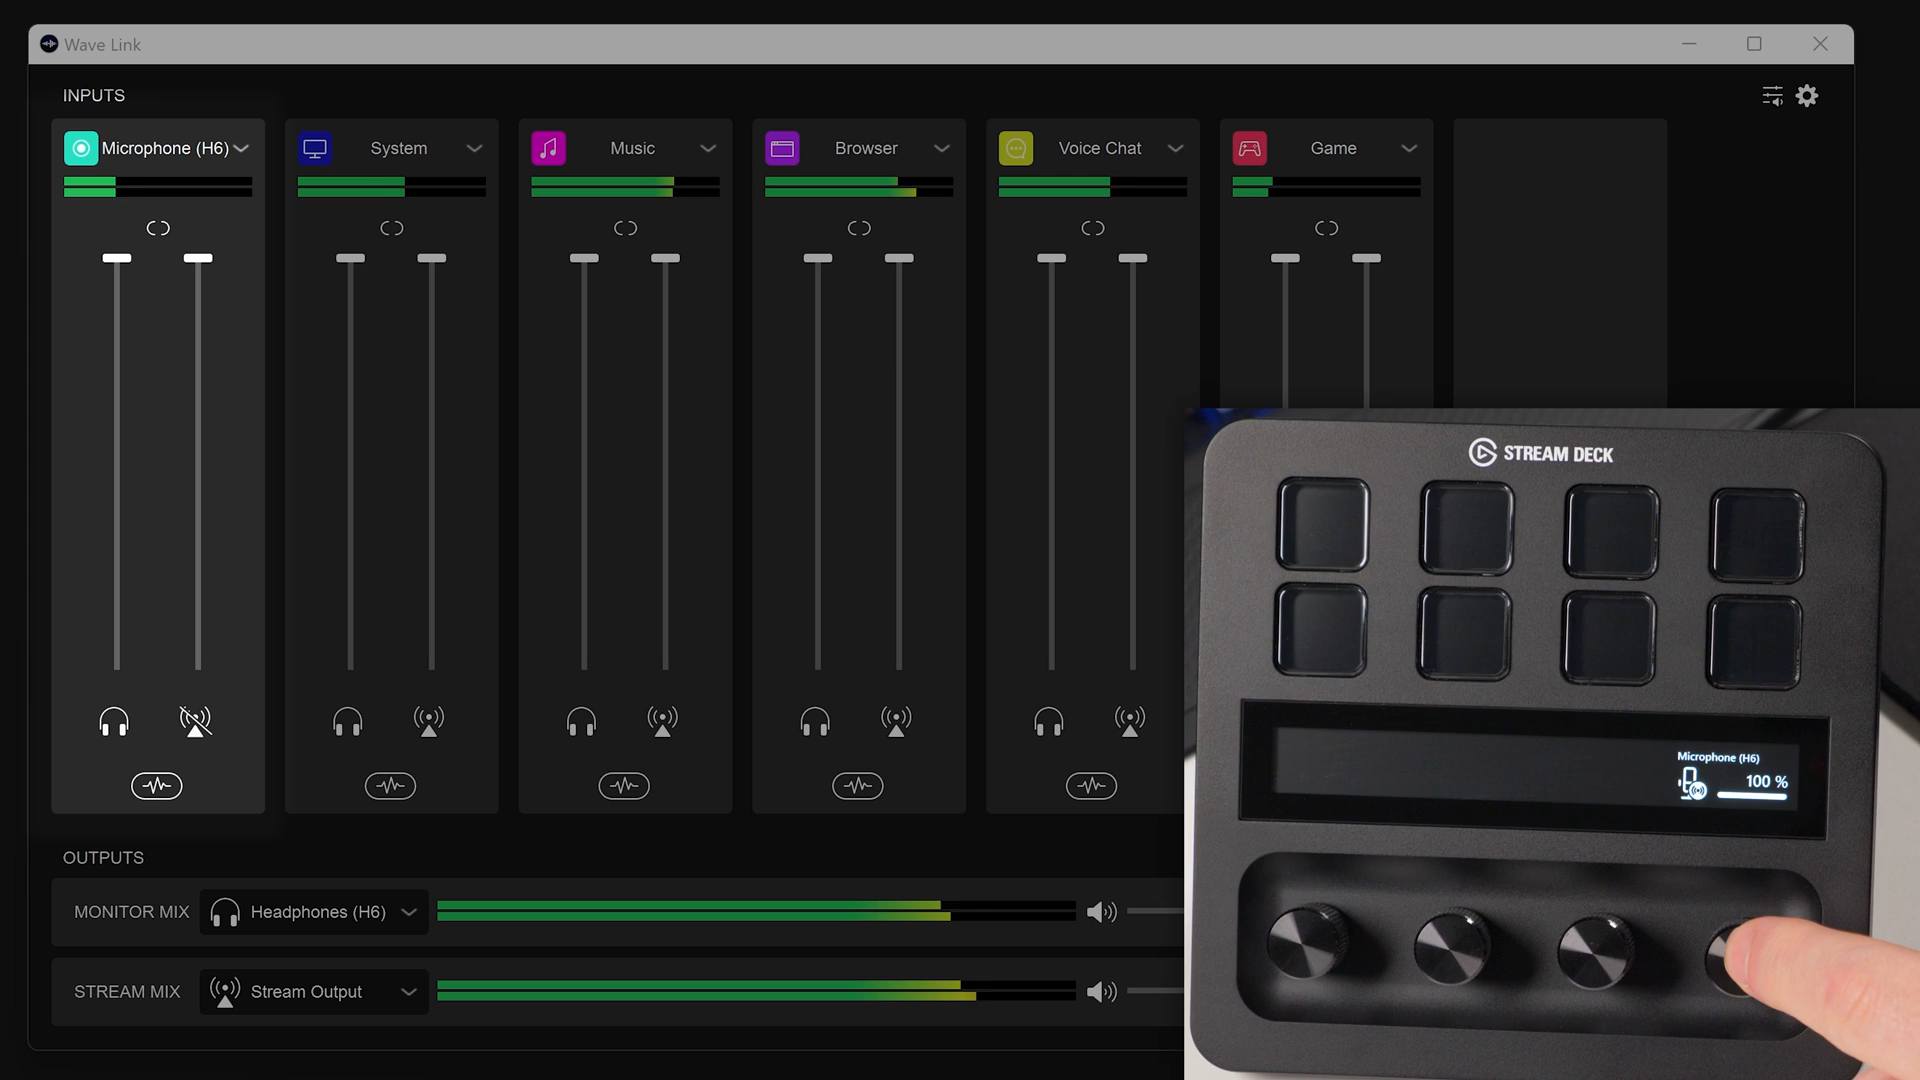 Wave Link
INPUTS
Microphone (H6)
System
Music
Browser
Voice Chat
Game
STREAM DECK
Microphone (H6)
100 %
OUTPUTS
MONITOR MIX
Headphones (H6)
STREAM MIX
Stream Output